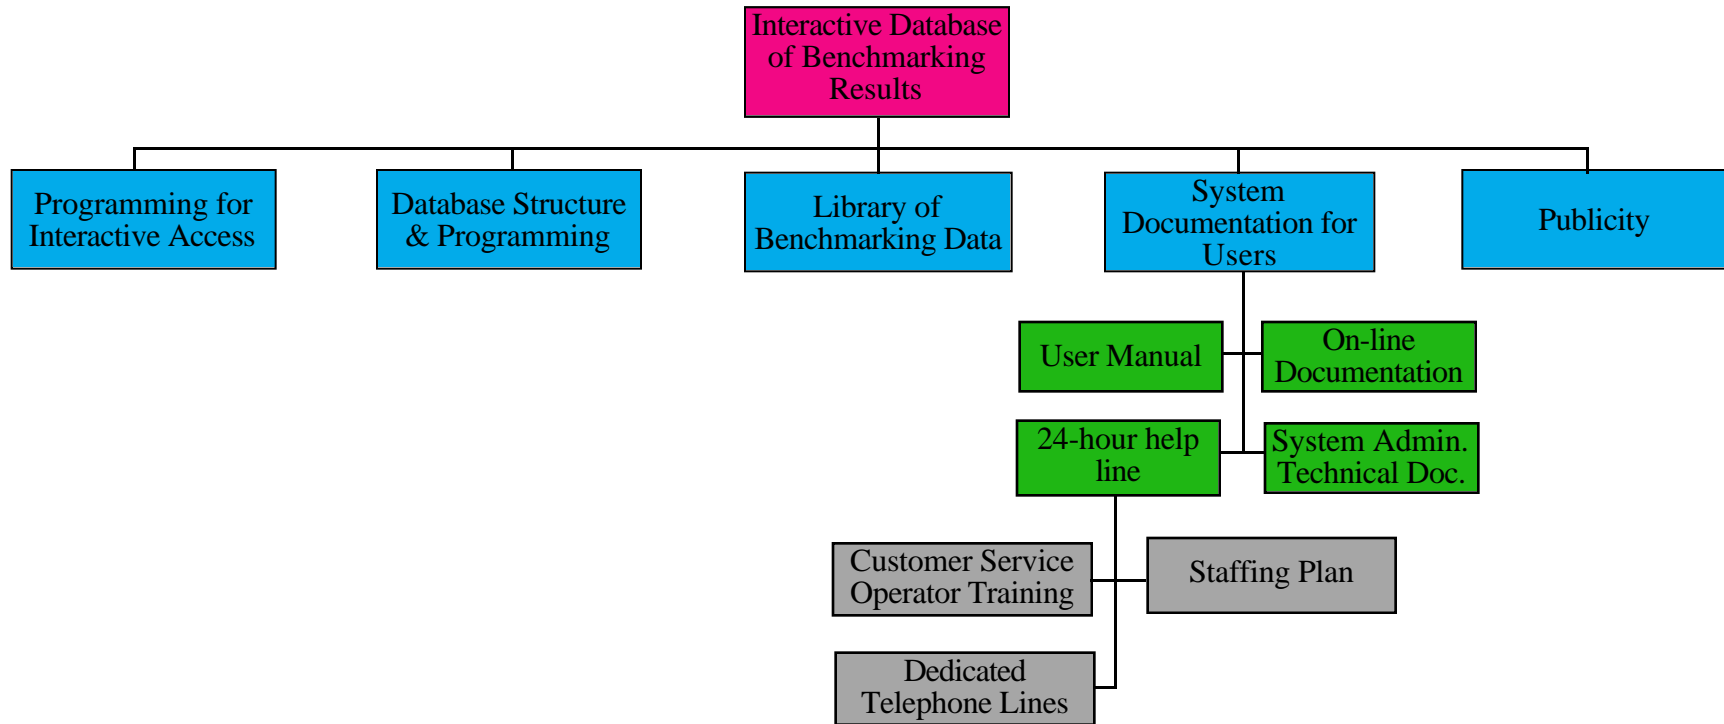 Interactive Database
of Benchmarking
Results
Programming for
Interactive Access
Database Structure
& Programming
Library of
Benchmarking Data
System
Documentation for
Users
Publicity
User Manual
On-line
Documentation
24-hour help
line
System Admin.
Technical Doc.
Customer Service
Operator Training
Staffing Plan
Dedicated
Telephone Lines